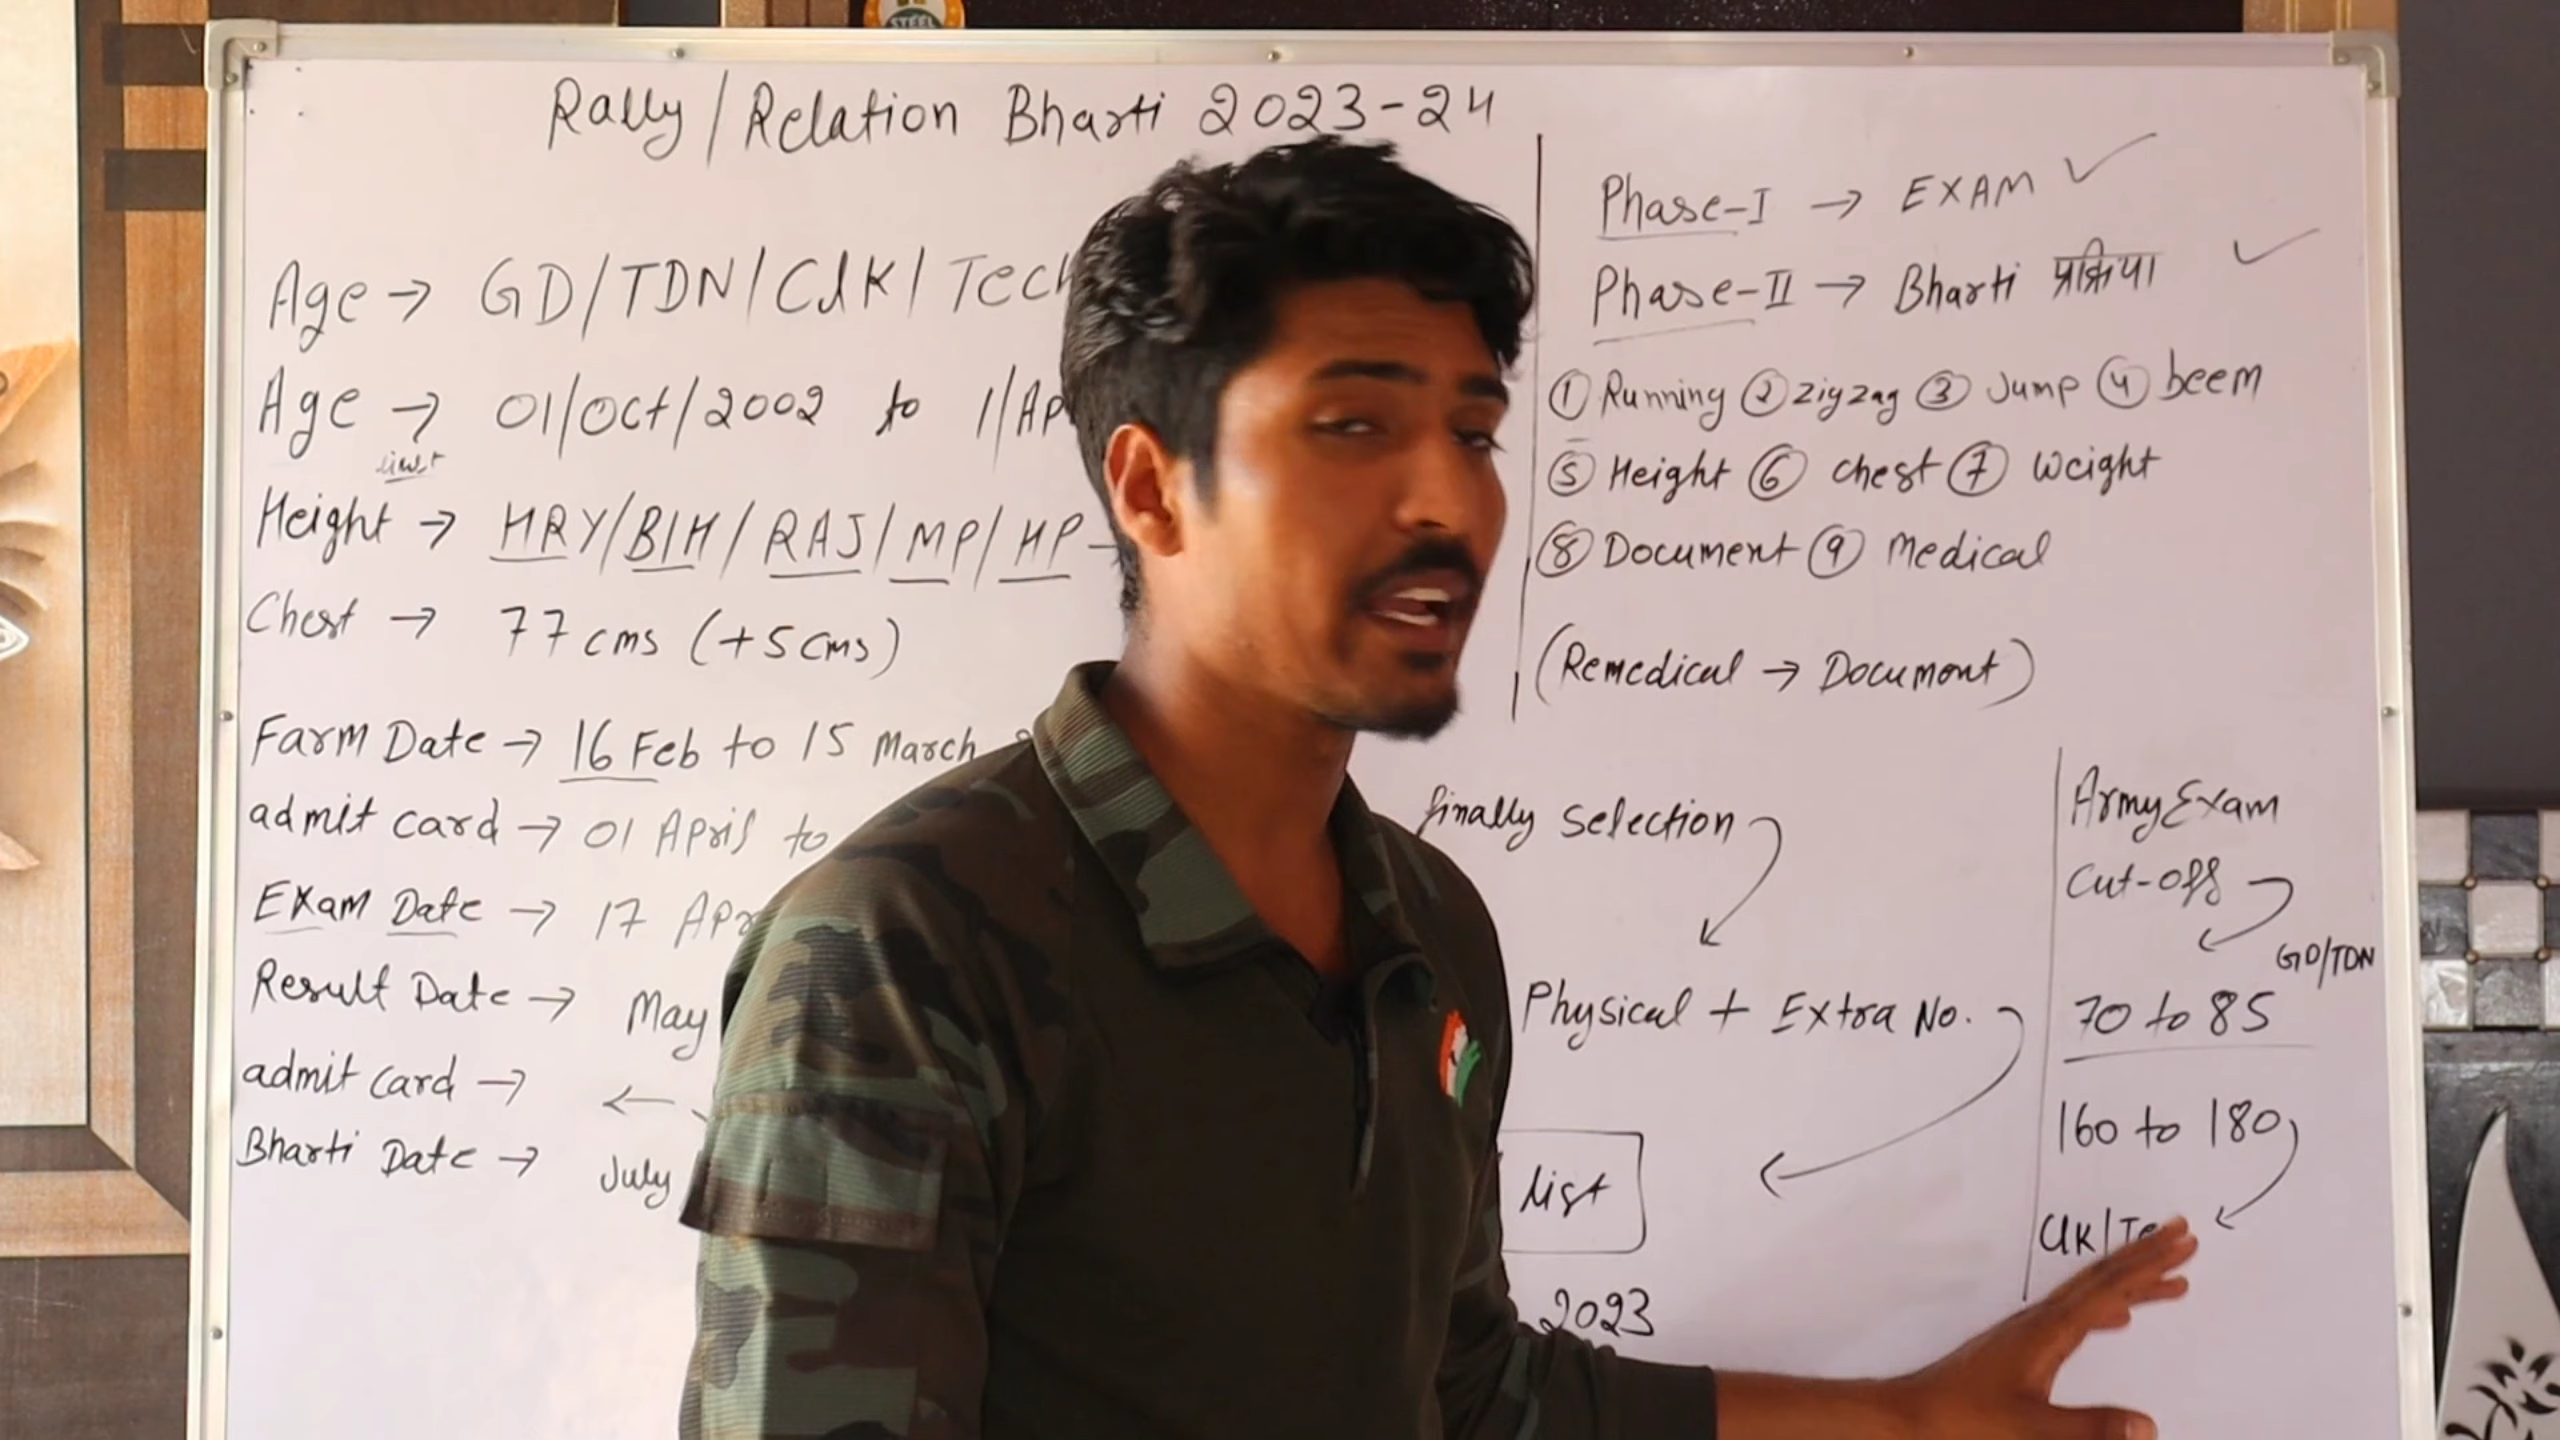 STEEL
Rally/Relation Bharti 2023-24
Age → GD/TDN/Clk/Tech
Age → 01/Oct/2002 to 1/Ap
limit
Height → HRY/BIH/RAJ/MP/HP-
Chest → 77 cms (+5 cms)
Farm Date → 16 Feb to 15 March
admit card → 01 April to
Exam Date → 17 Apr
Result Date → May
admit card → ←
Bharti Date → July
Phase-I → EXAM ✓
Phase-II → Bharti प्रक्रिया ✓
① Running ② zigzag ③ Jump ④ beem
⑤ Height ⑥ chest ⑦ weight
⑧ Document ⑨ Medical
(Remedical → Document)
finally selection
Physical + Extra No.
list
2023
Army Exam
Cut-off
GD/TDN
70 to 85
160 to 180
Clk/Te